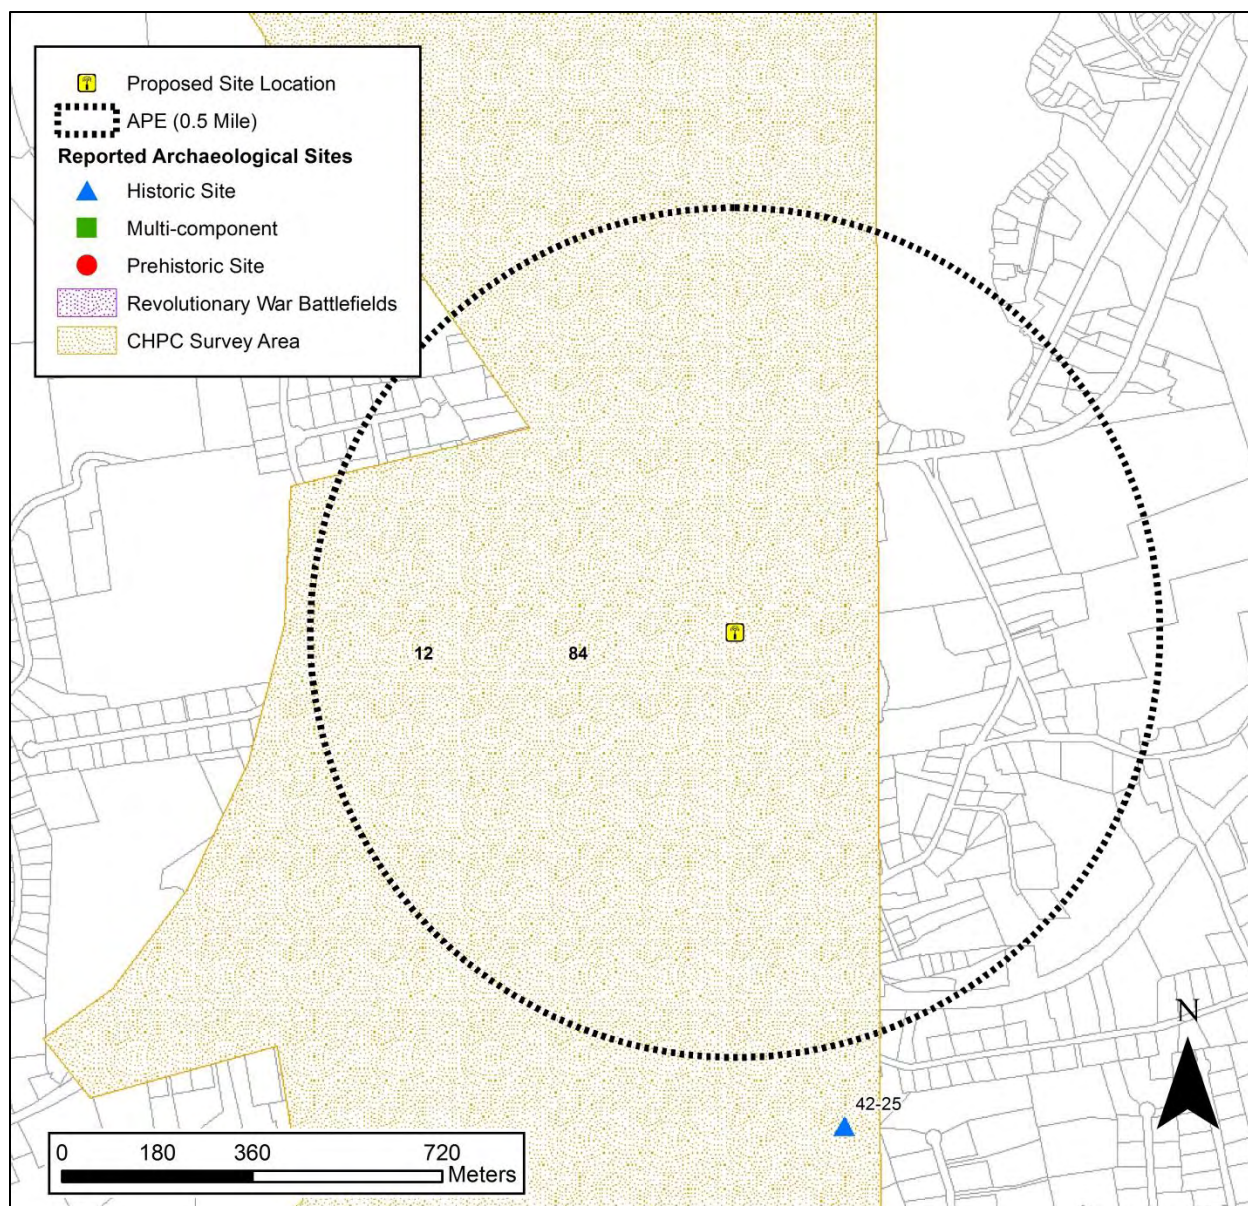 Proposed Site Location
APE (0.5 Mile)
Reported Archaeological Sites
Historic Site
Multi-component
Prehistoric Site
Revolutionary War Battlefields
CHPC Survey Area
12
84
N
42-25
0 180 360 720
Meters